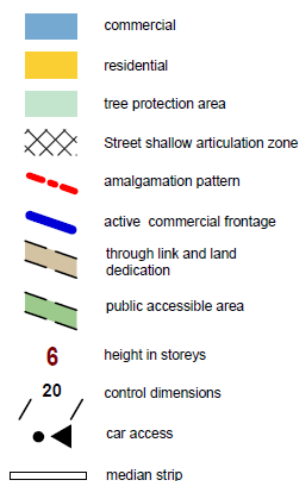 commercial
residential
tree protection area
Street shallow articulation zone
amalgamation pattern
active commercial frontage
through link and land
dedication
public accessible area
6 height in storeys
20 control dimensions
car access
median strip